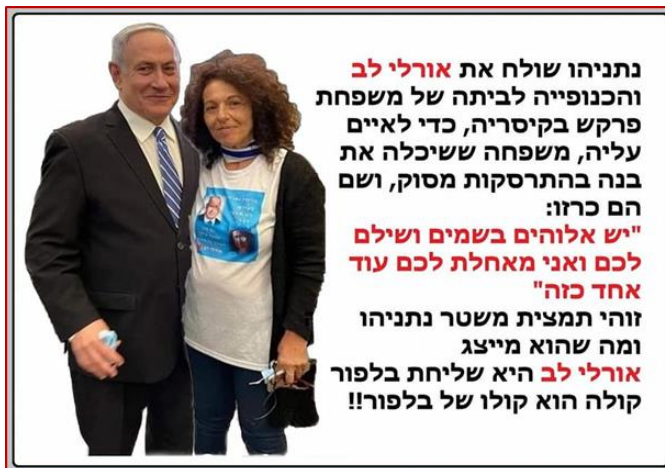 נתניהו שולח את אורלי לב
והכנופייה לביתה של משפחת
פרקש בקיסריה, כדי לאיים
עליה, משפחה ששיכלה את
בנה בהתרסקות מסוק, ושם
הם כרזו:
"יש אלוהים בשמים ושילם
לכם ואני מאחלת לכם עוד
אחד כזה"
זוהי תמצית משטר נתניהו
ומה שהוא מייצג
אורלי לב היא שליחת בלפור
קולה הוא קולו של בלפור!!